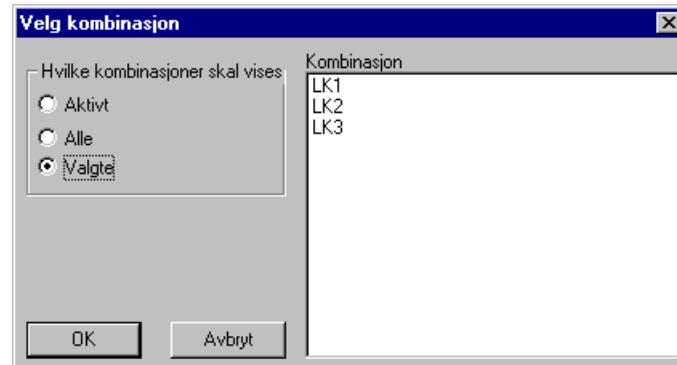 Velg kombinasjon
Hvilke kombinasjoner skal vises
Aktivt
Alle
Valgte
OK
Avbryt
Kombinasjon
LK1
LK2
LK3